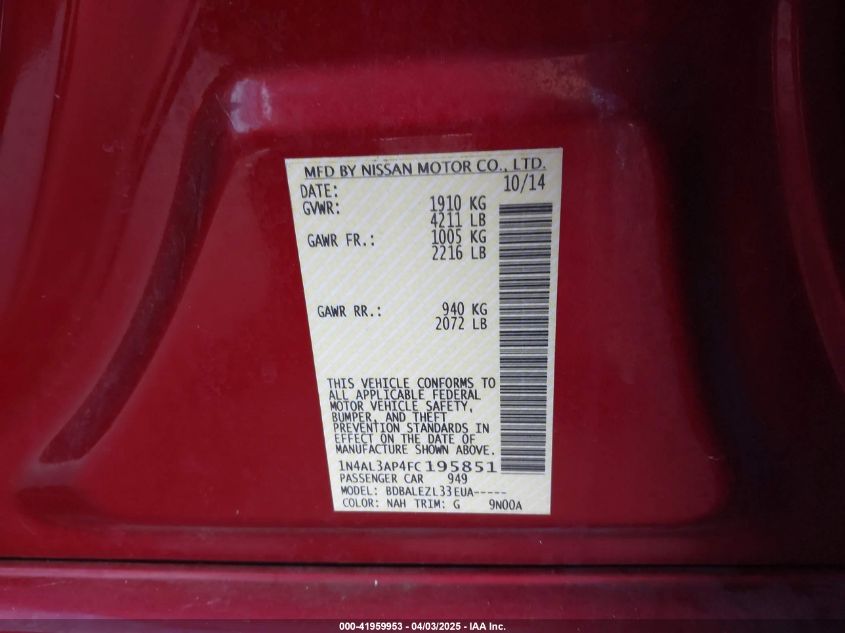 MFD BY NISSAN MOTOR CO., LTD.
DATE: 10/14
GVWR: 1910 KG
4211 LB
GAWR FR.: 1005 KG
2216 LB
GAWR RR.: 940 KG
2072 LB
THIS VEHICLE CONFORMS TO
ALL APPLICABLE FEDERAL
MOTOR VEHICLE SAFETY,
BUMPER, AND THEFT
PREVENTION STANDARDS IN
EFFECT ON THE DATE OF
MANUFACTURE SHOWN ABOVE.
1N4AL3AP4FC195851
PASSENGER CAR 949
MODEL: BDBALEZL33EUA-----
COLOR: NAH TRIM: G 9N00A
000-41959953 - 04/03/2025 - IAA Inc.